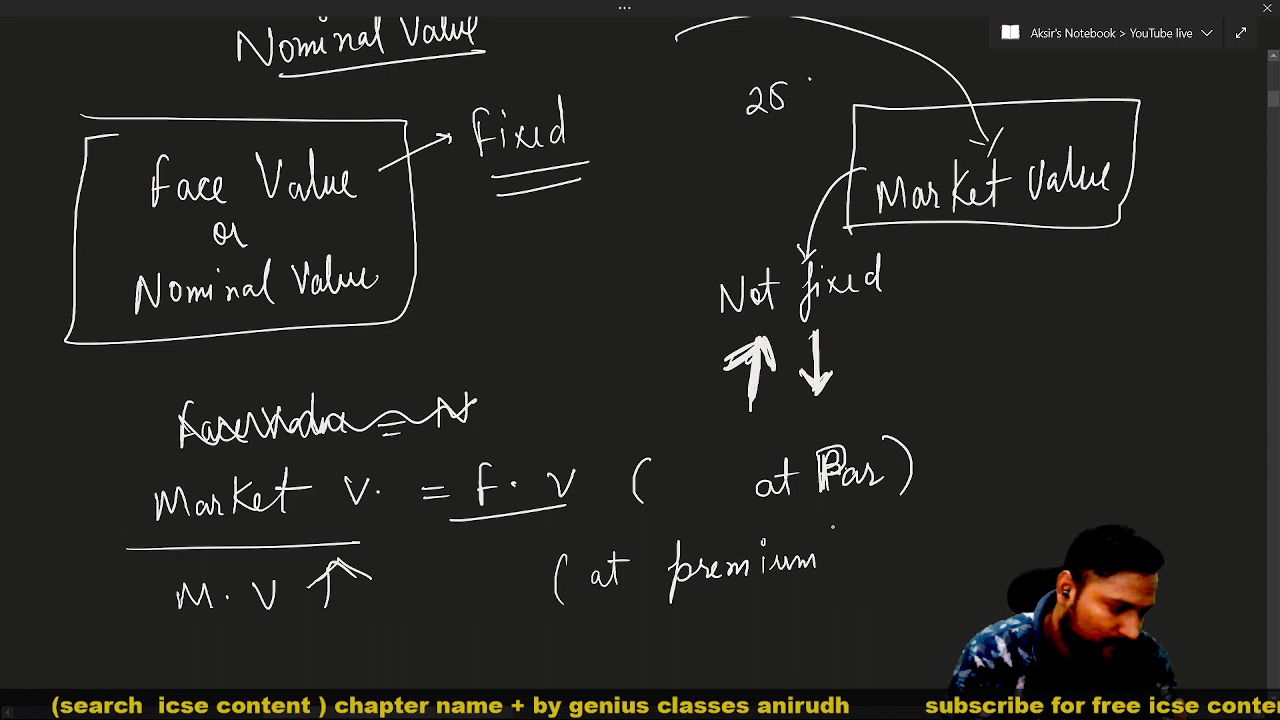 Aksir's Notebook > YouTube live
Nominal Value
26
Fixed
Face Value
or
Nominal Value
Market Value
Not fixed
Market V. = F. V ( at Par)
M. V (at premium
(search icse content ) chapter name + by genius classes anirudh subscribe for free icse conte